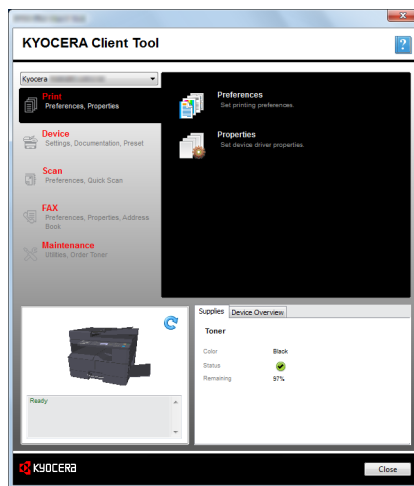 KYOCERA Client Tool
?
Kyocera
Print
Preferences, Properties
Device
Settings, Documentation, Preset
Scan
Preferences, Quick Scan
FAX
Preferences, Properties, Address
Book
Maintenance
Utilities, Order Toner
Preferences
Set printing preferences.
Properties
Set device driver properties.
Ready
Supplies
Device Overview
Toner
Color Black
Status
Remaining 97%
KYOCERA
Close